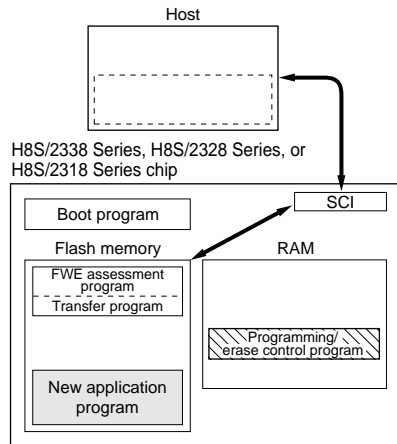 Host
H8S/2338 Series, H8S/2328 Series, or
H8S/2318 Series chip
SCI
Boot program
Flash memory
RAM
FWE assessment
program
Transfer program
Programming/
erase control program
New application
program